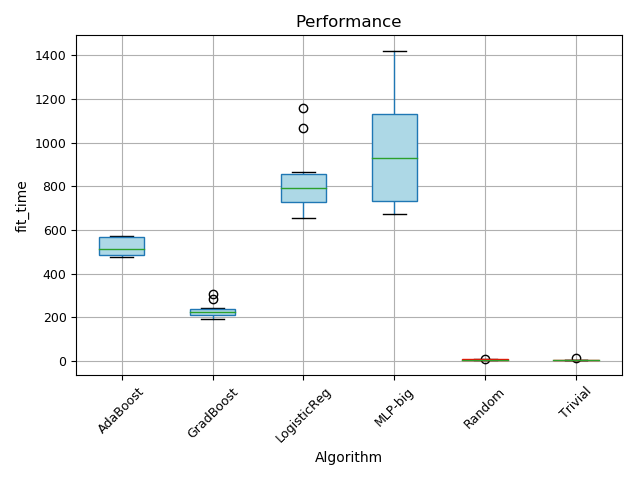 Performance
fit_time
1400
1200
1000
800
600
400
200
0
AdaBoost
GradBoost
LogisticReg
MLP-big
Random
Trivial
Algorithm